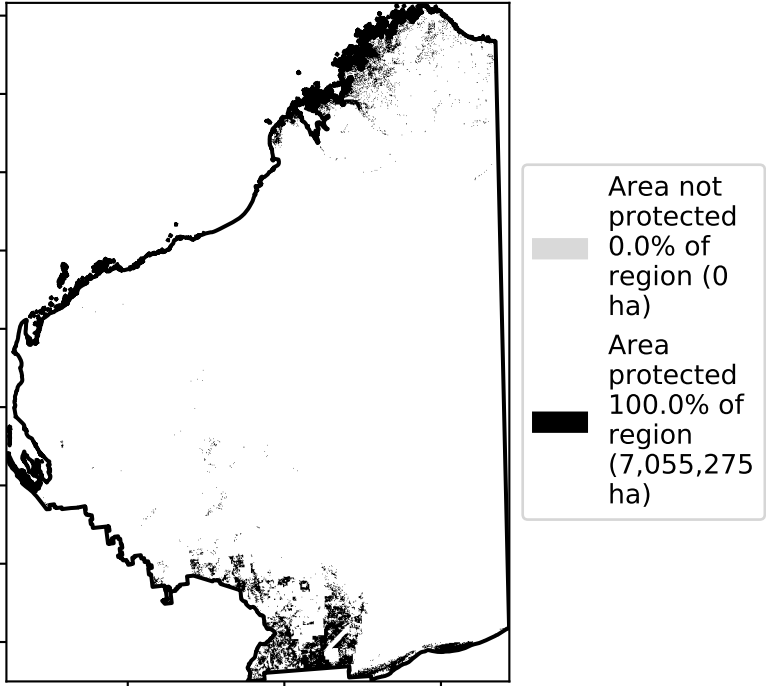 Area not
protected
0.0% of
region (0
ha)
Area
protected
100.0% of
region
(7,055,275
ha)